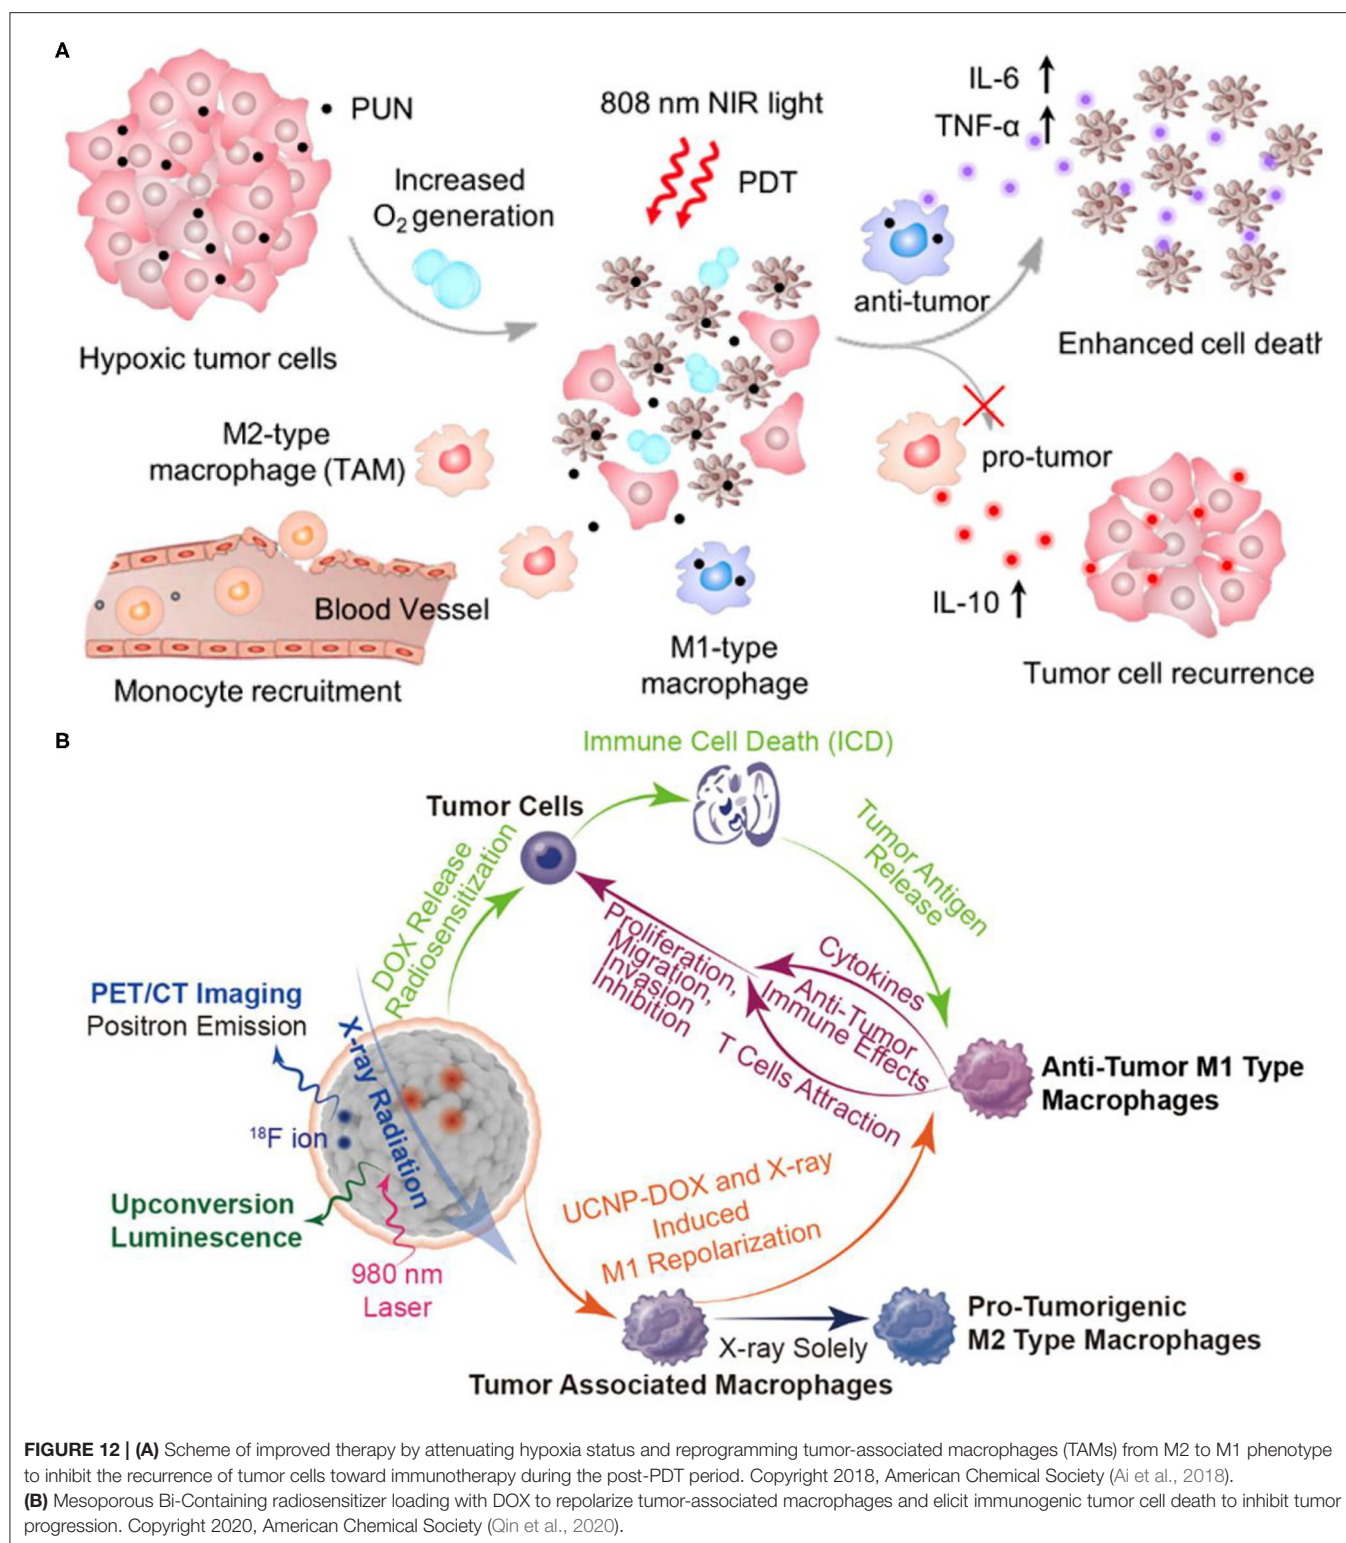 A
PUN
Increased
O₂ generation
Hypoxic tumor cells
808 nm NIR light
PDT
IL-6
TNF-α
anti-tumor
Enhanced cell death
M2-type
macrophage (TAM)
pro-tumor
Blood Vessel
Monocyte recruitment
M1-type
macrophage
IL-10
Tumor cell recurrence
B
Immune Cell Death (ICD)
Tumor Cells
DOX Release
Radiosensitization
Tumor Antigen
Release
Proliferation,
Migration,
Invasion
Inhibition
Cytokines
Anti-Tumor
Immune Effects
T Cells Attraction
PET/CT Imaging
Positron Emission
X-ray Radiation
¹⁸F ion
Upconversion
Luminescence
980 nm
Laser
Anti-Tumor M1 Type
Macrophages
UCNP-DOX and X-ray
Induced
M1 Repolarization
X-ray Solely
Pro-Tumorigenic
M2 Type Macrophages
Tumor Associated Macrophages
FIGURE 12 | (A) Scheme of improved therapy by attenuating hypoxia status and reprogramming tumor-associated macrophages (TAMs) from M2 to M1 phenotype
to inhibit the recurrence of tumor cells toward immunotherapy during the post-PDT period. Copyright 2018, American Chemical Society (Ai et al., 2018).
(B) Mesoporous Bi-Containing radiosensitizer loading with DOX to repolarize tumor-associated macrophages and elicit immunogenic tumor cell death to inhibit tumor
progression. Copyright 2020, American Chemical Society (Qin et al., 2020).